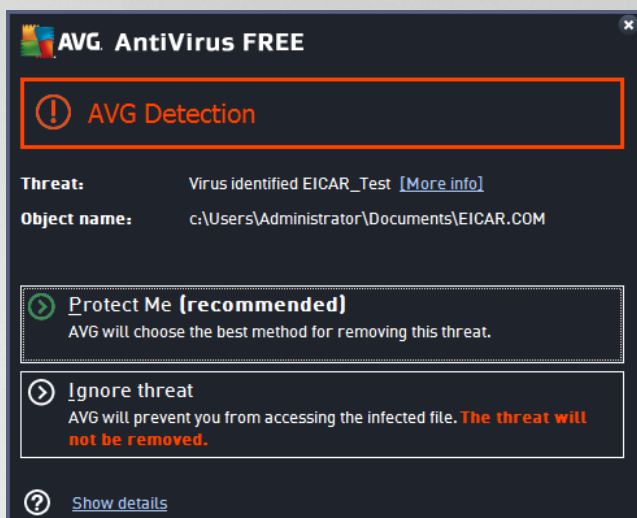 AVG. AntiVirus FREE
AVG Detection
Threat: Virus identified EICAR_Test [More info]
Object name: c:\Users\Administrator\Documents\EICAR.COM
Protect Me (recommended)
AVG will choose the best method for removing this threat.
Ignore threat
AVG will prevent you from accessing the infected file. The threat will
not be removed.
Show details